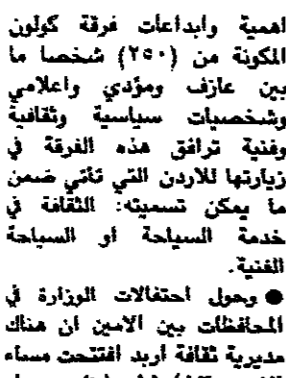 اهمية وابداعات فرقة كولون
المكونة من (٢٥٠) شخصا ما
بين عازف ومؤدي واعلامي
وشخصيات سياسية وثقافية
وفنية ترافق هذه الفرقة في
زيارتها للاردن التي تأتي ضمن
ما يمكن تسميته: الثقافة في
خدمة السياحة او السياحة
الفنية.
● وحول احتفالات الوزارة في
المحافظات بين الامين ان هناك
مديرية ثقافة اربد افتتحت مساء